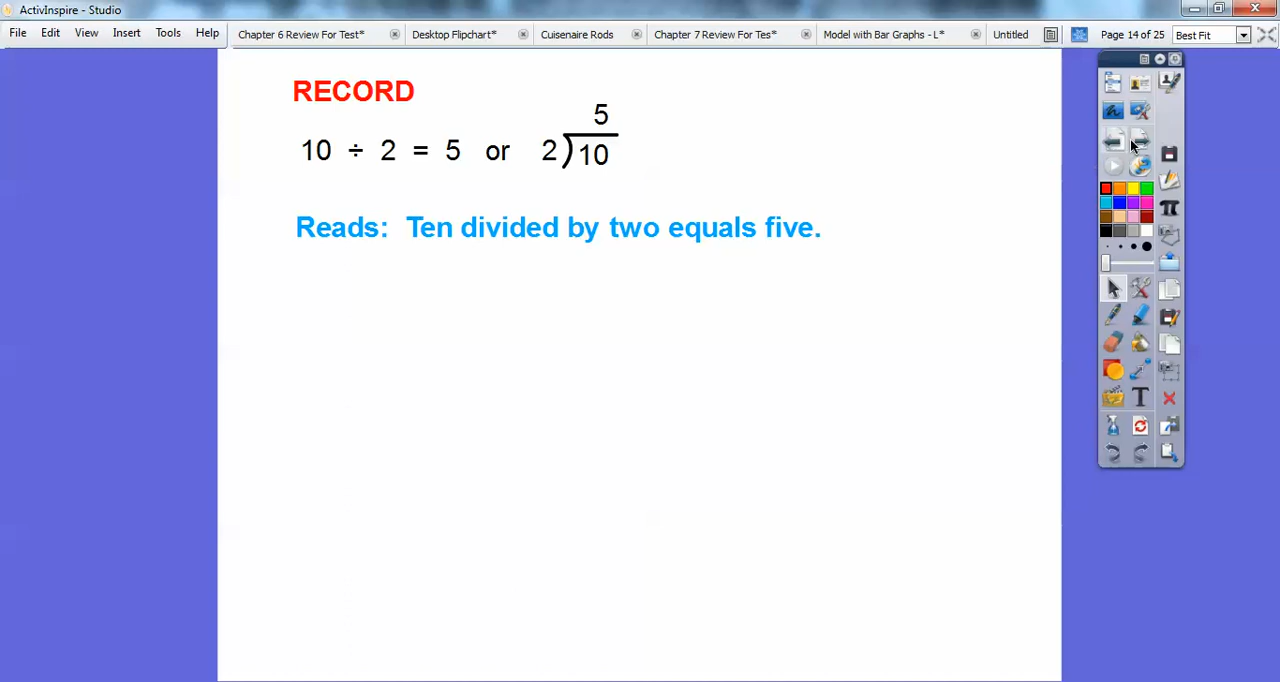 ActivInspire - Studio
File Edit View Insert Tools Help Chapter 6 Review For Test* Desktop Flipchart* Cuisenaire Rods Chapter 7 Review For Tes* Model with Bar Graphs - L* Untitled Page 14 of 25 Best Fit
RECORD
5
10 ÷ 2 = 5 or 2)10
Reads: Ten divided by two equals five.